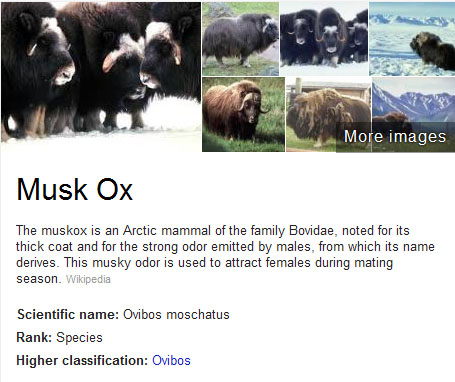 More images
Musk Ox
The muskox is an Arctic mammal of the family Bovidae, noted for its
thick coat and for the strong odor emitted by males, from which its name
derives. This musky odor is used to attract females during mating
season. Wikipedia
Scientific name: Ovibos moschatus
Rank: Species
Higher classification: Ovibos